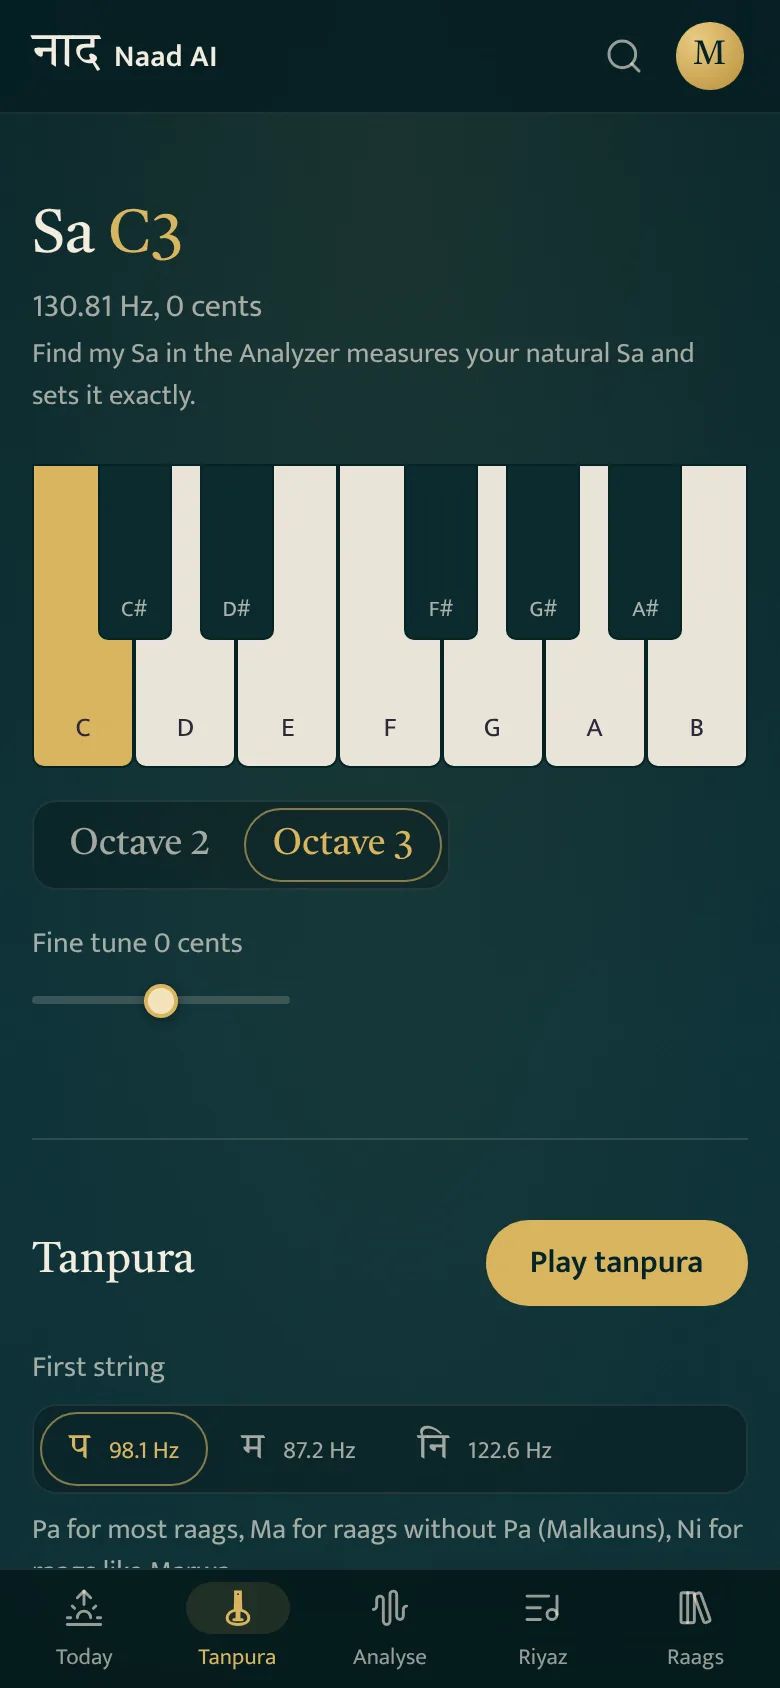 नाद Naad AI
M
Sa C3
130.81 Hz, 0 cents
Find my Sa in the Analyzer measures your natural Sa and
sets it exactly.
C# D# F# G# A#
C D E F G A B
Octave 2 Octave 3
Fine tune 0 cents
Tanpura Play tanpura
First string
प 98.1 Hz म 87.2 Hz नि 122.6 Hz
Pa for most raags, Ma for raags without Pa (Malkauns), Ni for
raags like Marwa
Today Tanpura Analyse Riyaz Raags